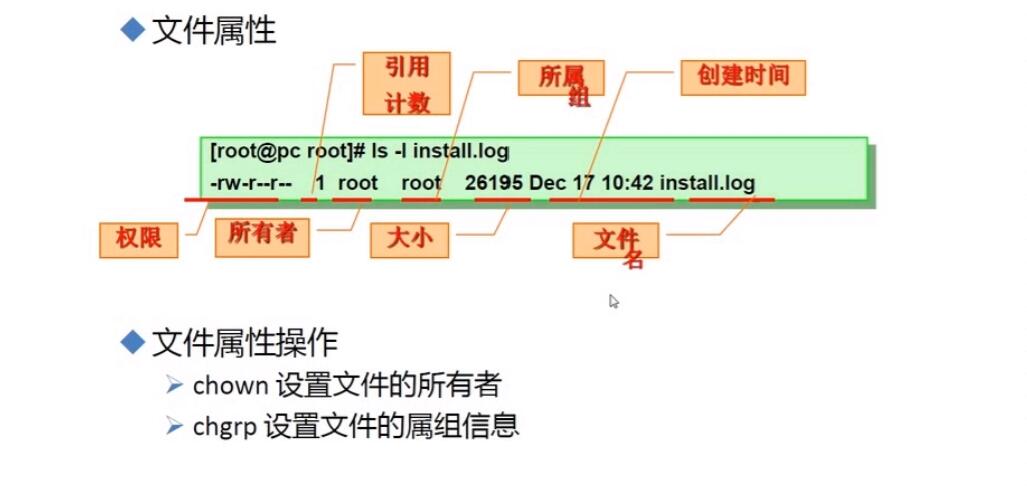 文件属性
引用
计数
所属
组
创建时间
[root@pc root]# ls -l install.log
-rw-r--r-- 1 root root 26195 Dec 17 10:42 install.log
权限
所有者
大小
文件
名
文件属性操作
chown 设置文件的所有者
chgrp 设置文件的属组信息